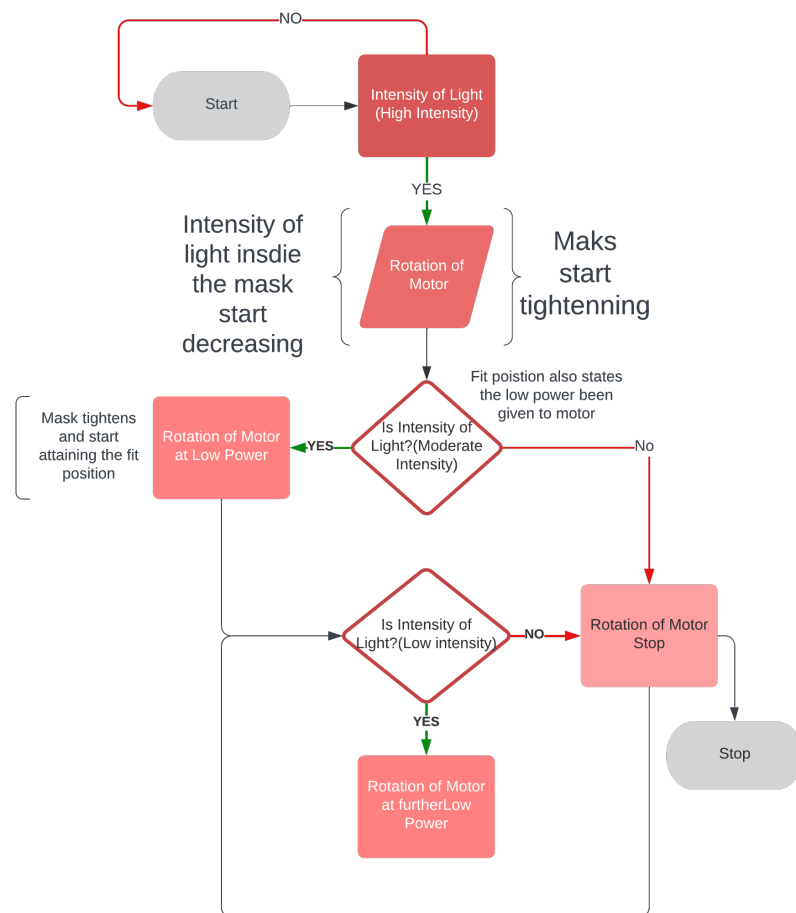 NO
Start
Intensity of Light
(High Intensity)
YES
Intensity of
light insdie
the mask
start
decreasing
Rotation of
Motor
Maks
start
tightenning
Fit poistion also states
the low power been
given to motor
Mask tightens
and start
attaining the fit
position
Rotation of Motor
at Low Power
YES
Is Intensity of
Light?(Moderate
Intensity)
No
Is Intensity of
Light?(Low intensity)
NO
Rotation of Motor
Stop
YES
Stop
Rotation of Motor
at furtherLow
Power